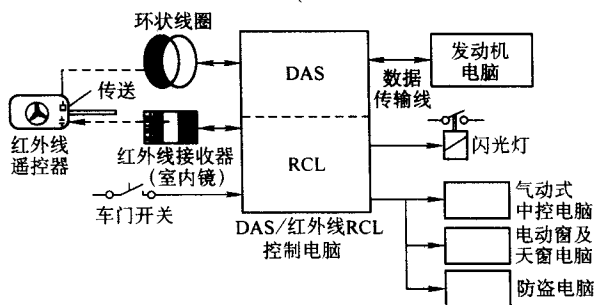 环状线圈
传送
红外线
遥控器
红外线接收器
(室内镜)
车门开关
DAS
RCL
DAS/红外线RCL
控制电脑
数据
传输线
发动机
电脑
闪光灯
气动式
中控电脑
电动窗及
天窗电脑
防盗电脑